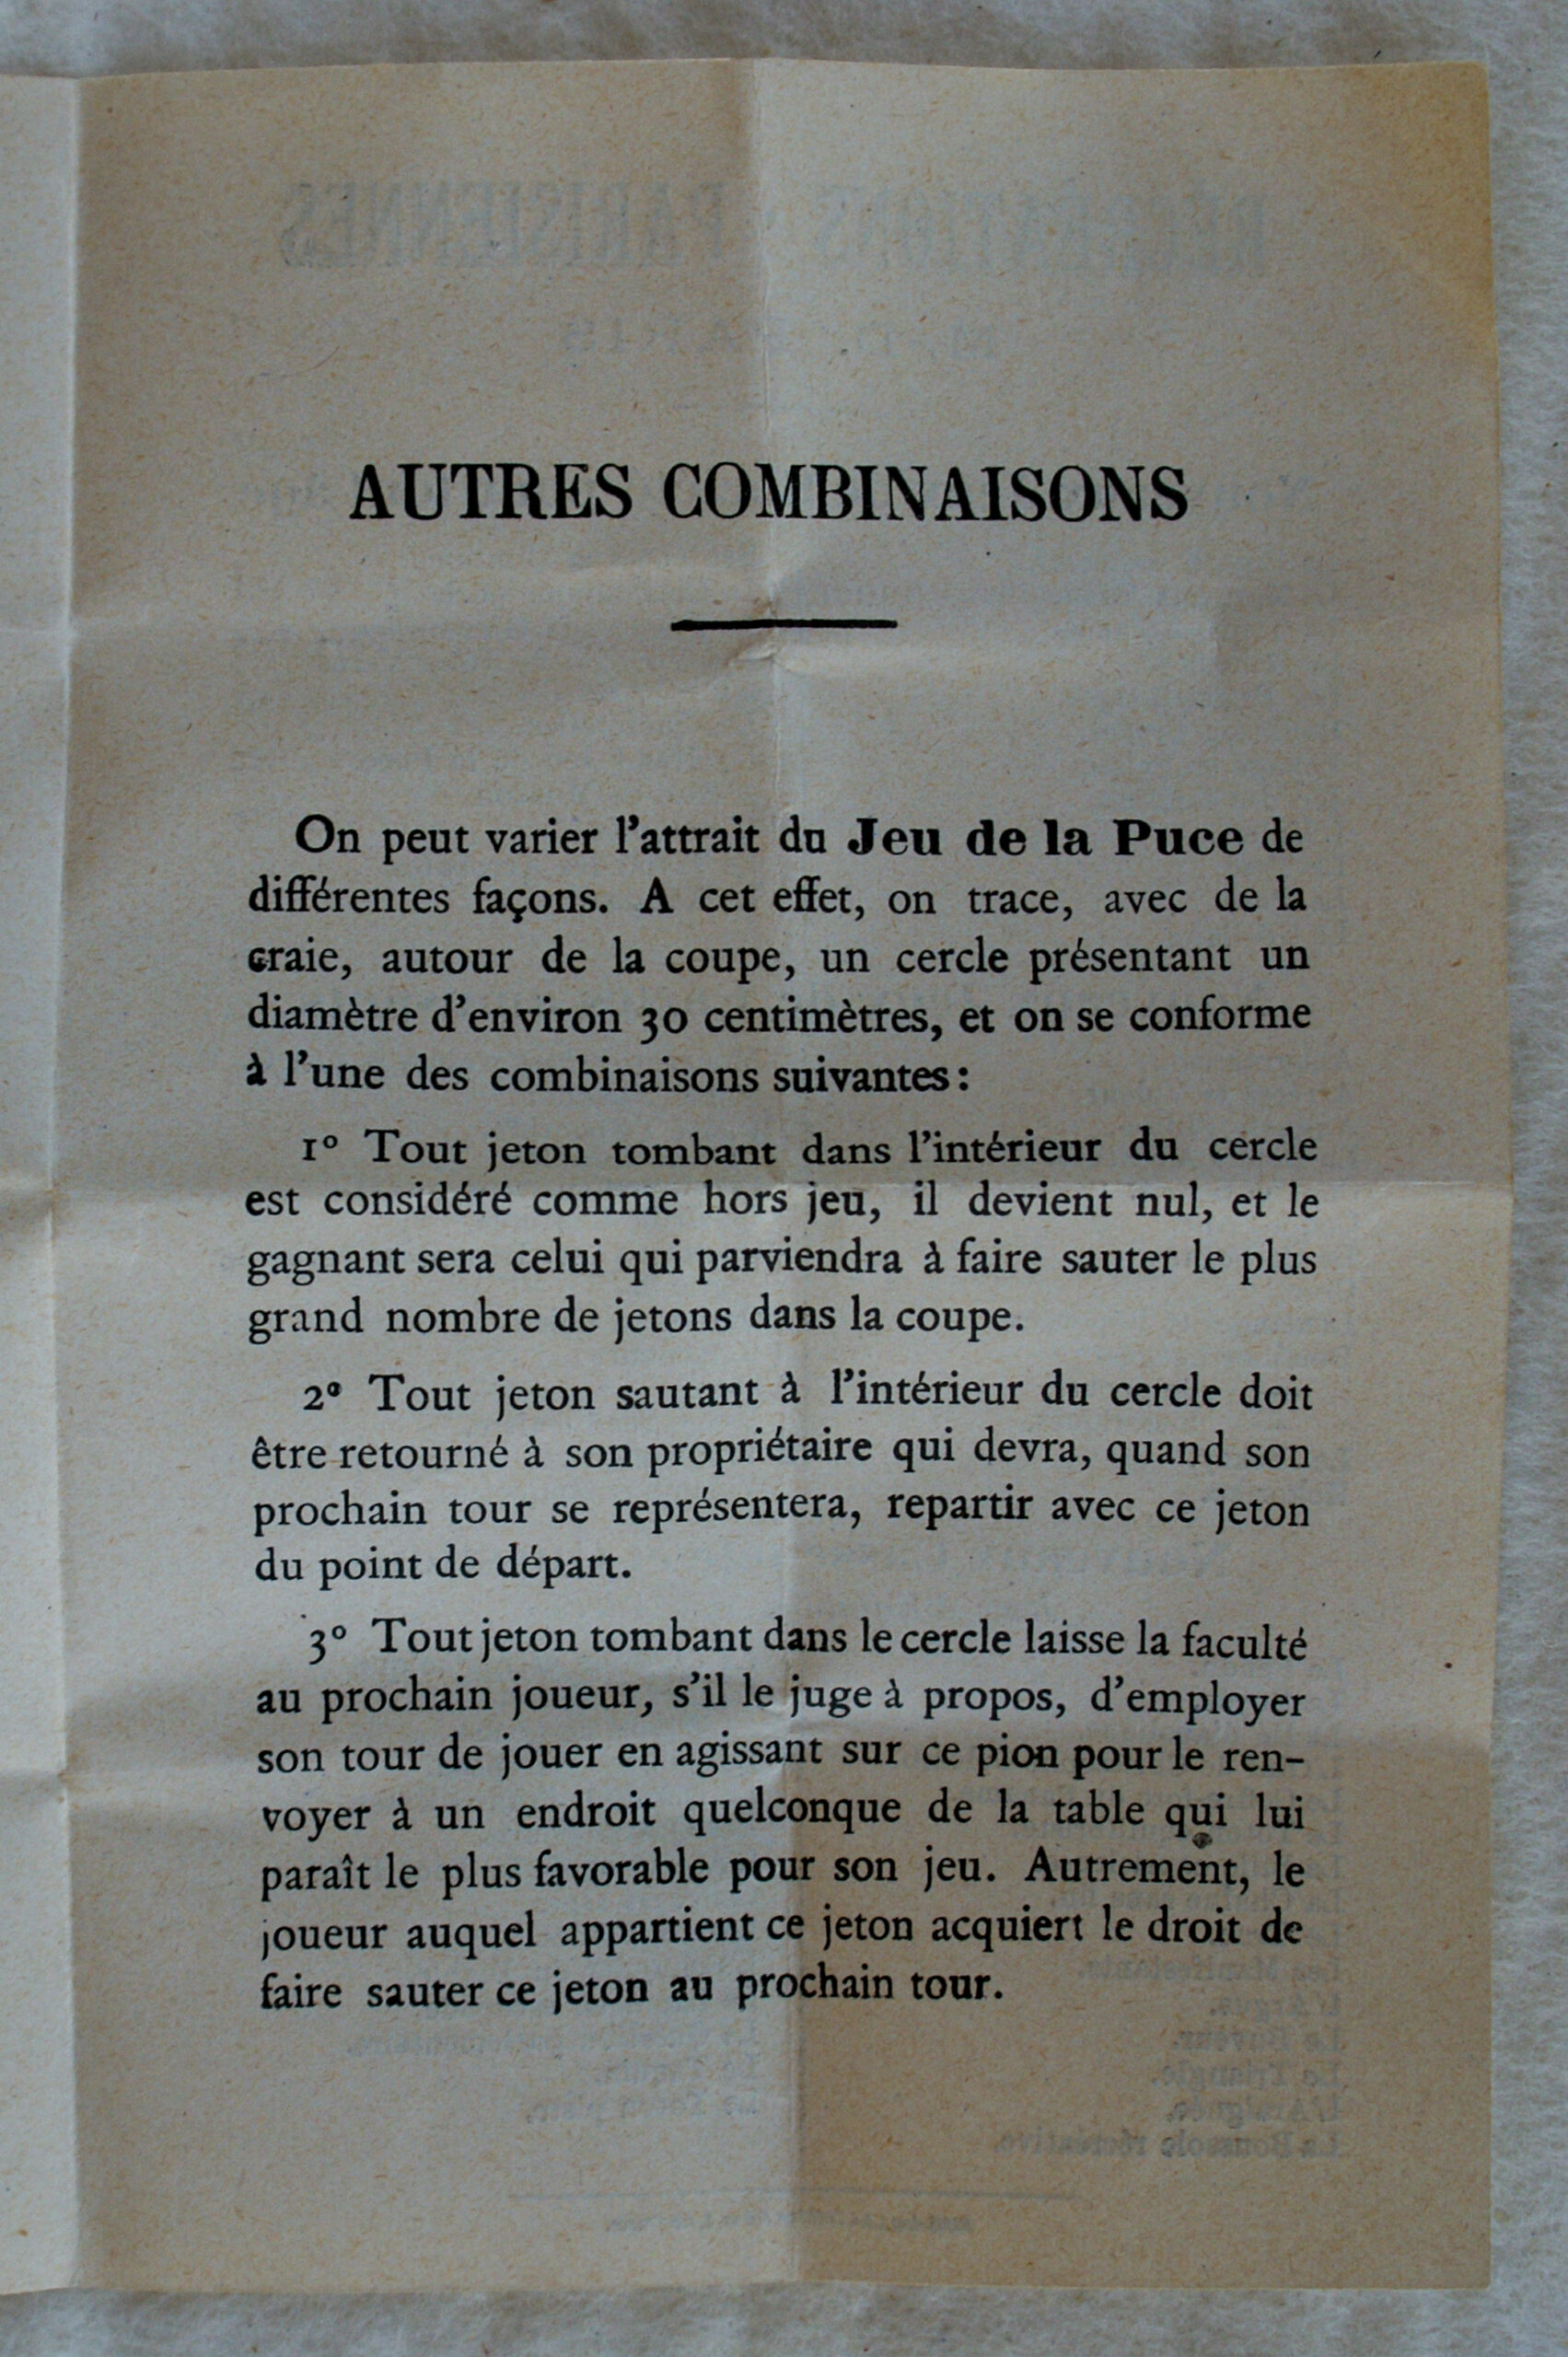 AUTRES COMBINAISONS
On peut varier l'attrait du Jeu de la Puce de
différentes façons. A cet effet, on trace, avec de la
craie, autour de la coupe, un cercle présentant un
diamètre d'environ 30 centimètres, et on se conforme
à l'une des combinaisons suivantes:
1º Tout jeton tombant dans l'intérieur du cercle
est considéré comme hors jeu, il devient nul, et le
gagnant sera celui qui parviendra à faire sauter le plus
grand nombre de jetons dans la coupe.
2º Tout jeton sautant à l'intérieur du cercle doit
être retourné à son propriétaire qui devra, quand son
prochain tour se représentera, repartir avec ce jeton
du point de départ.
3º Tout jeton tombant dans le cercle laisse la faculté
au prochain joueur, s'il le juge à propos, d'employer
son tour de jouer en agissant sur ce pion pour le ren-
voyer à un endroit quelconque de la table qui lui
paraît le plus favorable pour son jeu. Autrement, le
joueur auquel appartient ce jeton acquiert le droit de
faire sauter ce jeton au prochain tour.